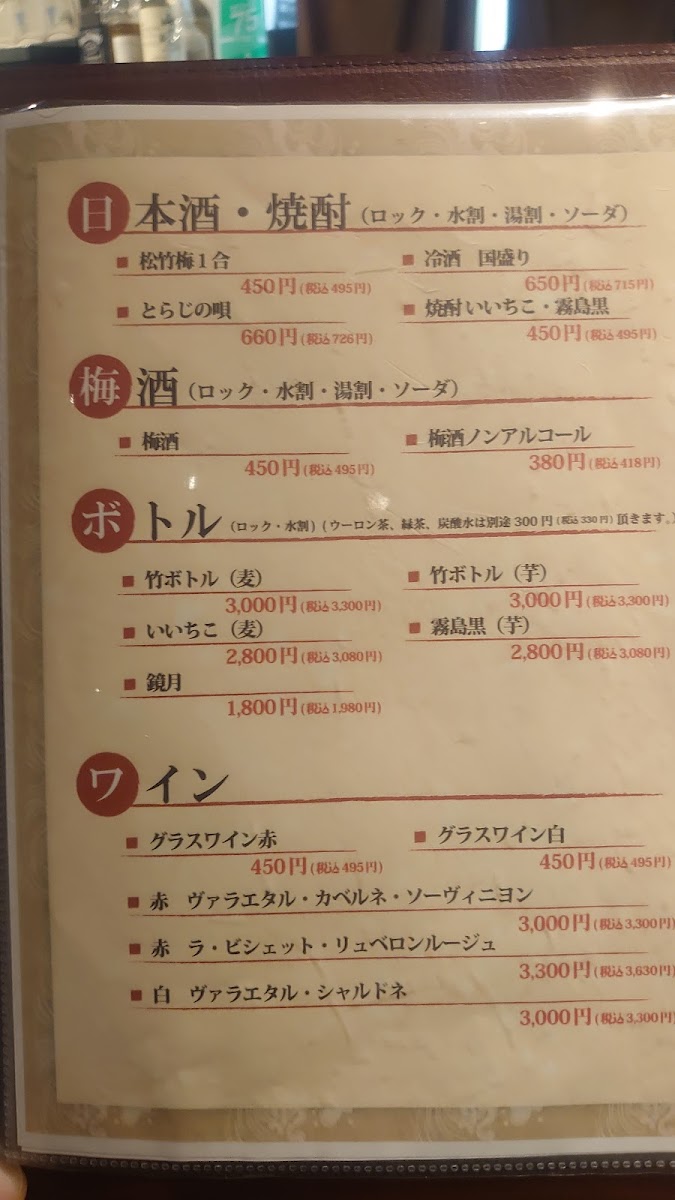 75
日本酒・焼酎(ロック・水割・湯割・ソーダ)
■ 松竹梅1合
450円(税込495円)
■ 冷酒 国盛り
650円(税込715円)
■ とらじの唄
660円(税込726円)
■ 焼酎 いいちこ・霧島黒
450円(税込495円)
梅酒(ロック・水割・湯割・ソーダ)
■ 梅酒
450円(税込495円)
■ 梅酒ノンアルコール
380円(税込418円)
ボトル(ロック・水割)(ウーロン茶、緑茶、炭酸水は別途300円(税込330円)頂きます。)
■ 竹ボトル(麦)
3,000円(税込3,300円)
■ 竹ボトル(芋)
3,000円(税込3,300円)
■ いいちこ(麦)
2,800円(税込3,080円)
■ 霧島黒(芋)
2,800円(税込3,080円)
■ 鏡月
1,800円(税込1,980円)
ワイン
■ グラスワイン赤
450円(税込495円)
■ グラスワイン白
450円(税込495円)
■ 赤 ヴァラエタル・カベルネ・ソーヴィニヨン
3,000円(税込3,300円)
■ 赤 ラ・ビシェット・リュベロンルージュ
3,300円(税込3,630円)
■ 白 ヴァラエタル・シャルドネ
3,000円(税込3,300円)